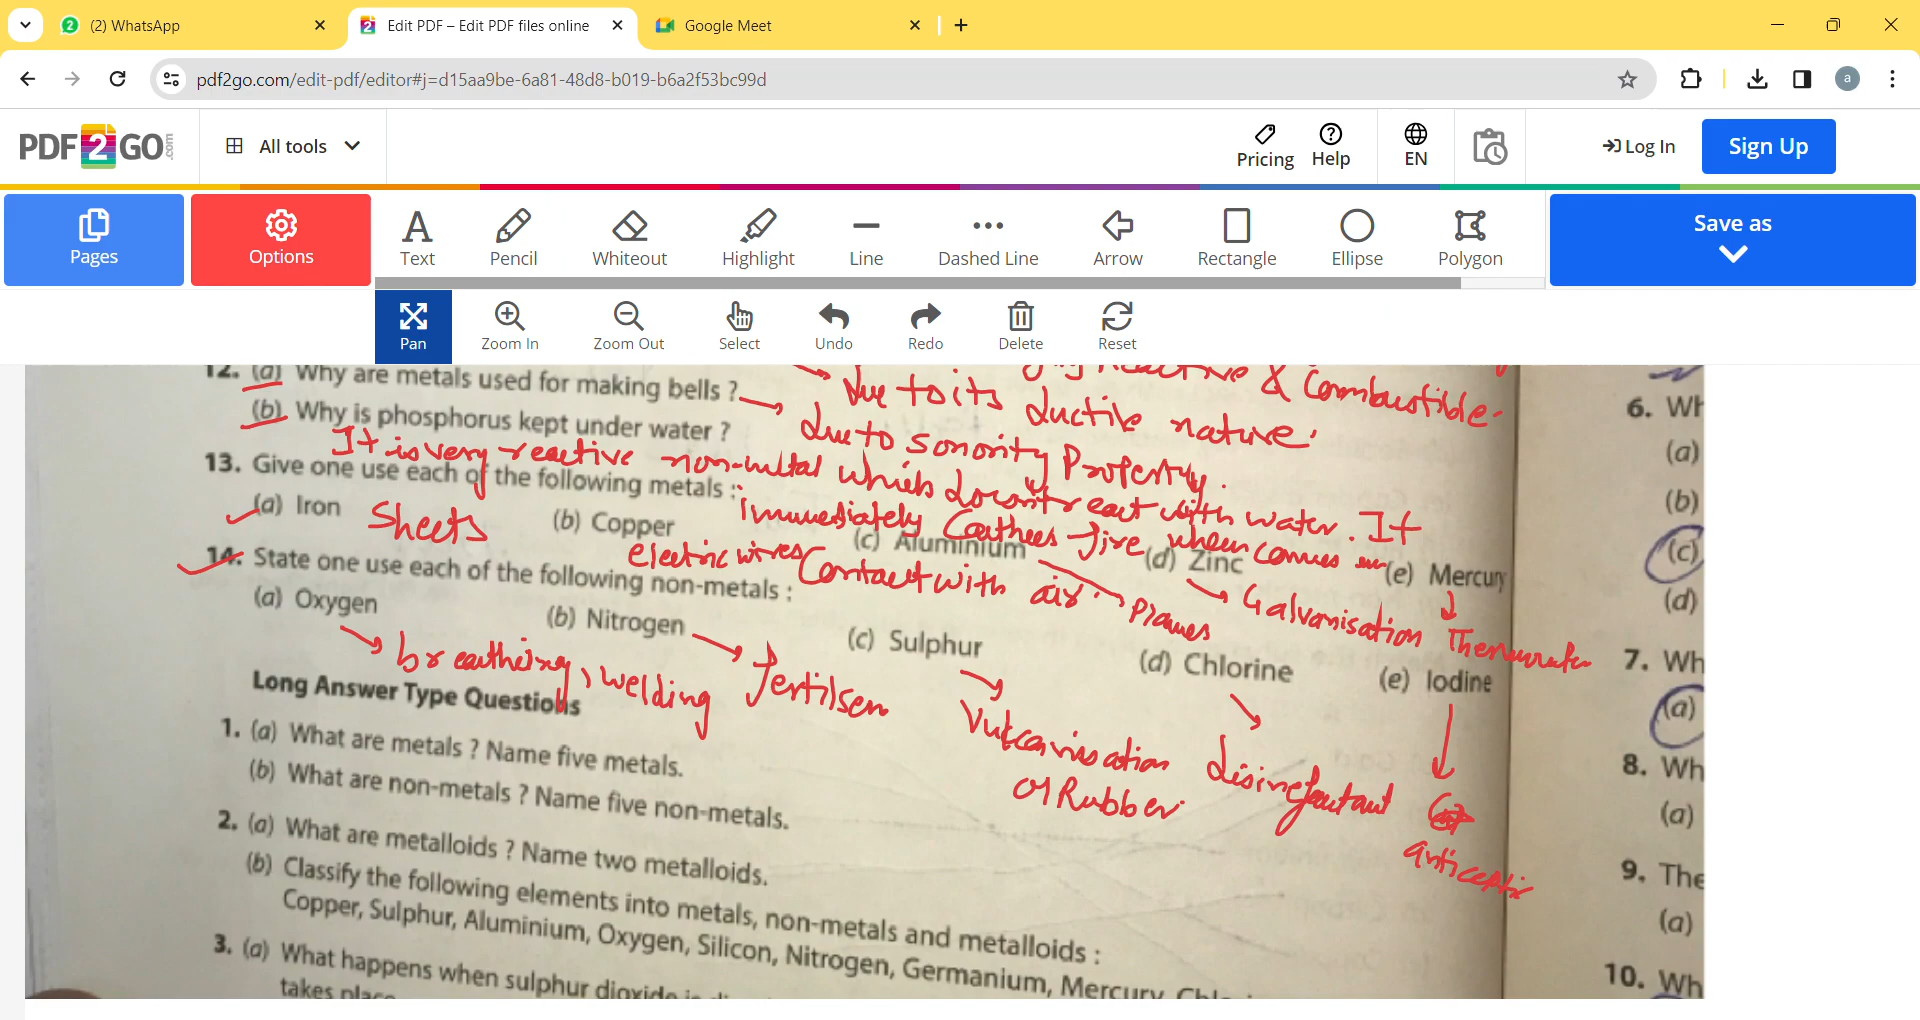 (2) WhatsApp
Edit PDF – Edit PDF files online
Google Meet
pdf2go.com/edit-pdf/editor#j=d15aa9be-6a81-48d8-b019-b6a2f53bc99d
a
PDF2GO.com
All tools
Pricing
Help
EN
Log In
Sign Up
Pages
Options
Text
Pencil
Whiteout
Highlight
Line
Dashed Line
Arrow
Rectangle
Ellipse
Polygon
Save as
Pan
Zoom In
Zoom Out
Select
Undo
Redo
Delete
Reset
& Combustible.
Due to its ductile nature.
12. (a) Why are metals used for making bells ?
due to sonority Property.
(b) Why is phosphorus kept under water ?
It is very reactive non-metal which does not react with water. It
immediately Catches fire when comes in
Contact with air.
13. Give one use each of the following metals :
(a) Iron Sheets
(b) Copper
electric wires
(c) Aluminium
Planes
(d) Zinc
Galvanisation
(e) Mercury
14. State one use each of the following non-metals :
(a) Oxygen
breatheing, welding
(b) Nitrogen
(c) Sulphur
Vulcanisation
of Rubber
(d) Chlorine
(e) Iodine
anticeptic
Long Answer Type Questions
1. (a) What are metals ? Name five metals.
(b) What are non-metals ? Name five non-metals.
2. (a) What are metalloids ? Name two metalloids.
(b) Classify the following elements into metals, non-metals and metalloids :
Copper, Sulphur, Aluminium, Oxygen, Silicon, Nitrogen, Germanium, Mercury,
3. (a) What happens when sulphur dioxide is
takes
6. Wh
(a)
(b)
(c)
(d)
7. Wh
(a)
8. Wh
(a)
9. The
(a)
10. Wh